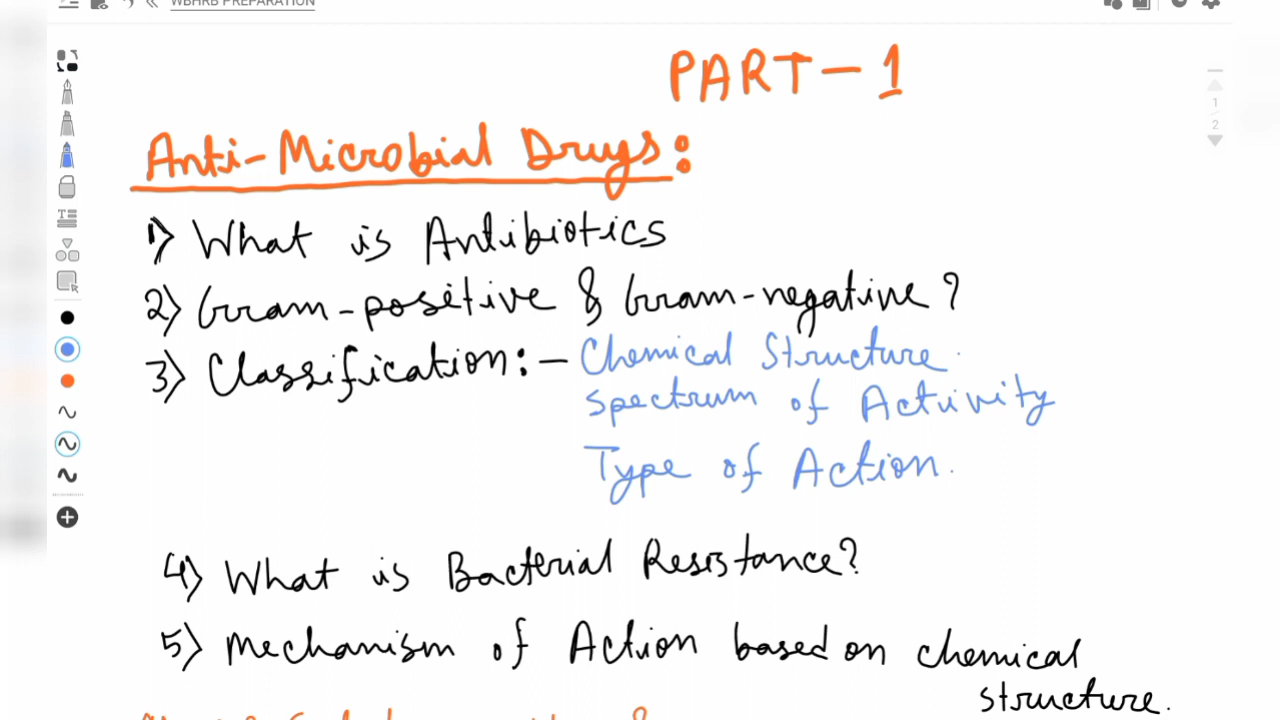 WBHRB PREPARATION
PART-1
Anti-Microbial Drugs:
1) What is Antibiotics
2) Gram-positive & Gram-negative?
3) Classification:- Chemical Structure.
Spectrum of Activity
Type of Action.
4) What is Bacterial Resistance?
5) Mechanism of Action based on chemical
structure.
1
2